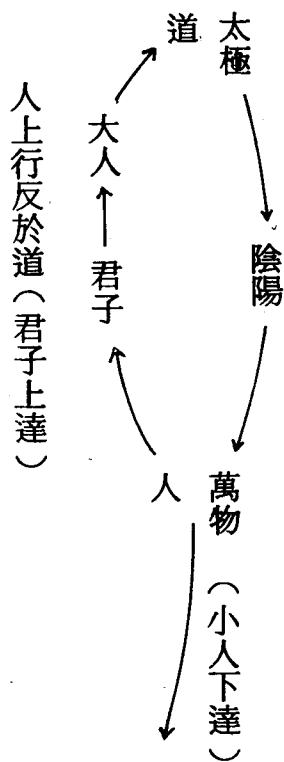 太極
道
陰陽
萬物
(小人下達)
人
君子
大人
人上行反於道(君子上達)